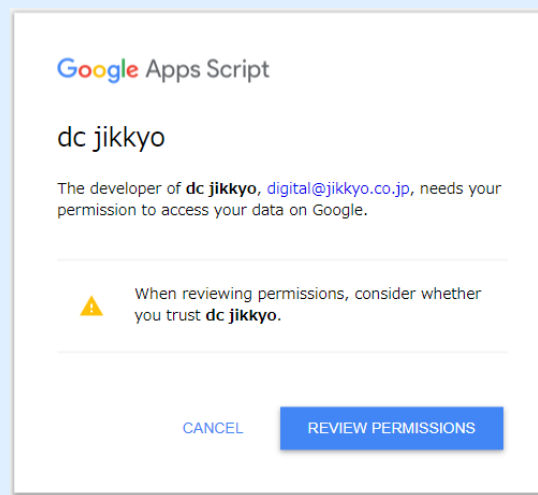 Google Apps Script
dc jikkyo
The developer of dc jikkyo, digital@jikkyo.co.jp, needs your
permission to access your data on Google.
When reviewing permissions, consider whether
you trust dc jikkyo.
CANCEL REVIEW PERMISSIONS